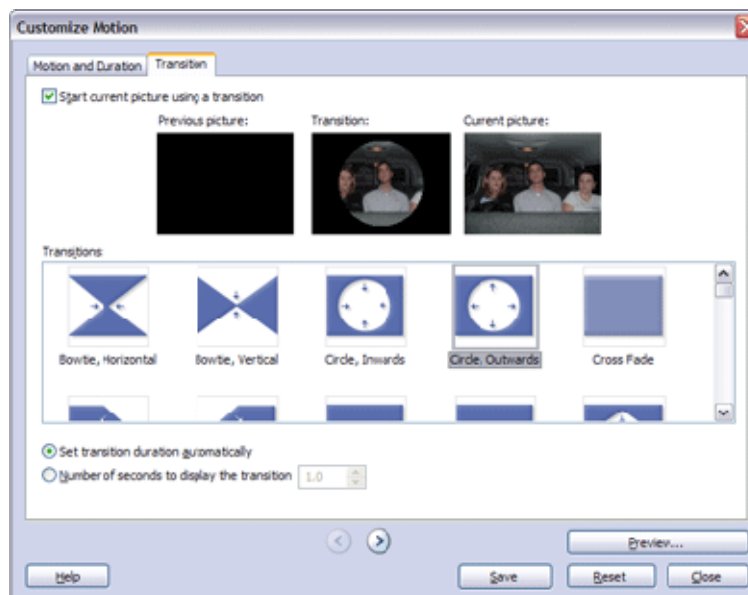 Customize Motion
Motion and Duration Transition
Start current picture using a transition
Previous picture: Transition: Current picture:
Transitions
Bowtie, Horizontal Bowtie, Vertical Circle, Inwards Circle, Outwards Cross Fade
Set transition duration automatically
Number of seconds to display the transition 1.0
Preview...
Help Save Reset Close